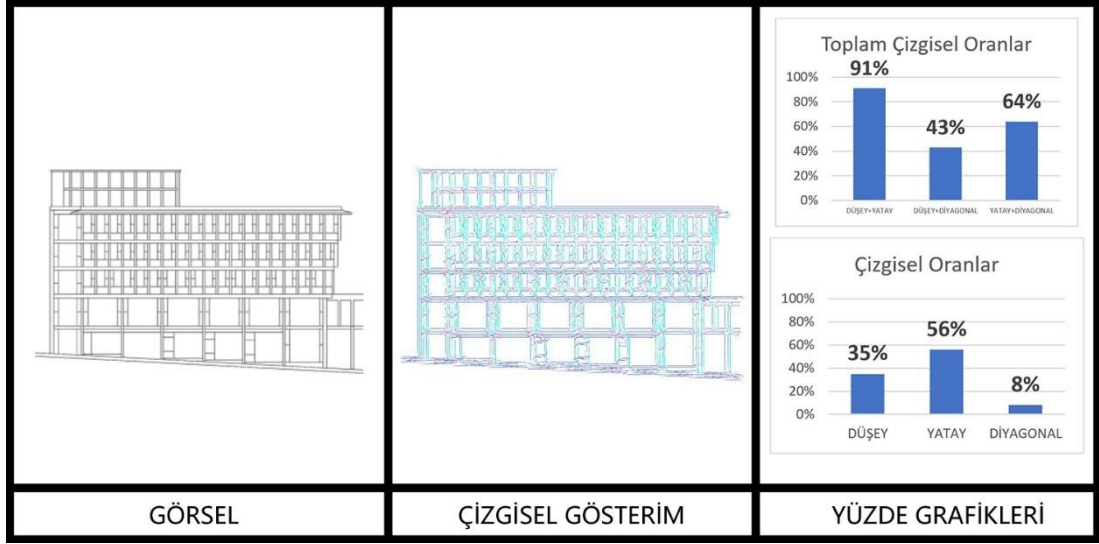 Toplam Çizgisel Oranlar
100%
80%
60%
40%
20%
0%
91%
43%
64%
DÜŞEY+YATAY
DÜŞEY+DİYAGONAL
YATAY+DİYAGONAL
Çizgisel Oranlar
100%
80%
60%
40%
20%
0%
35%
56%
8%
DÜŞEY
YATAY
DİYAGONAL
GÖRSEL
ÇİZGİSEL GÖSTERİM
YÜZDE GRAFİKLERİ